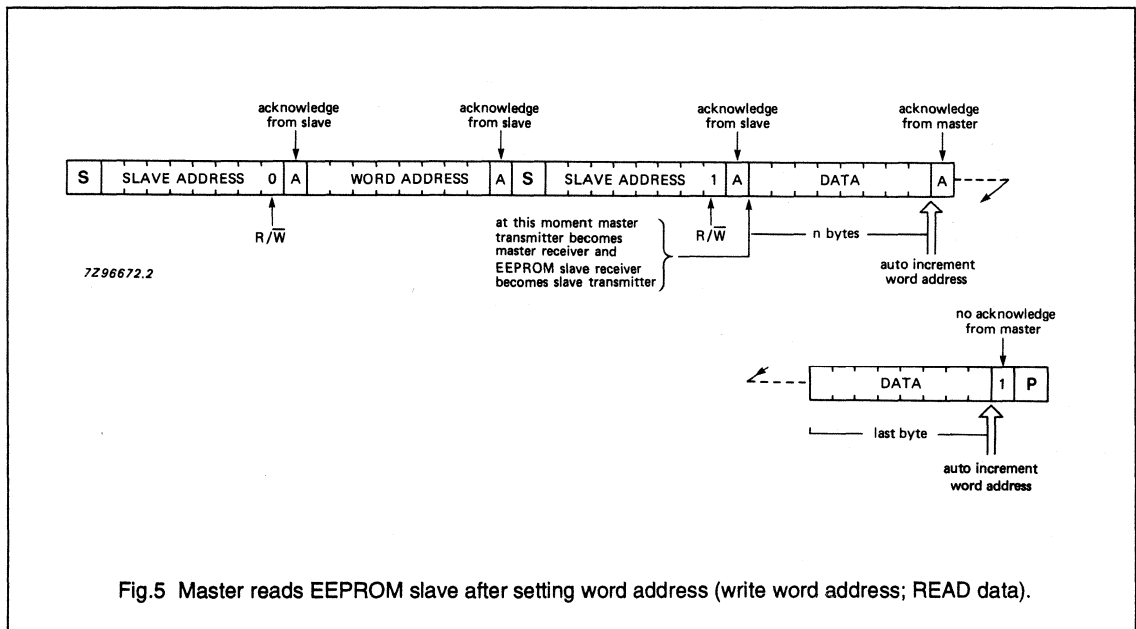 acknowledge
from slave
acknowledge
from slave
acknowledge
from slave
acknowledge
from master
S SLAVE ADDRESS 0 A WORD ADDRESS A S SLAVE ADDRESS 1 A DATA A
R/W̅
at this moment master
transmitter becomes
master receiver and
EEPROM slave receiver
becomes slave transmitter
R/W̅
n bytes
auto increment
word address
7Z96672.2
no acknowledge
from master
DATA 1 P
last byte
auto increment
word address
Fig.5 Master reads EEPROM slave after setting word address (write word address; READ data).